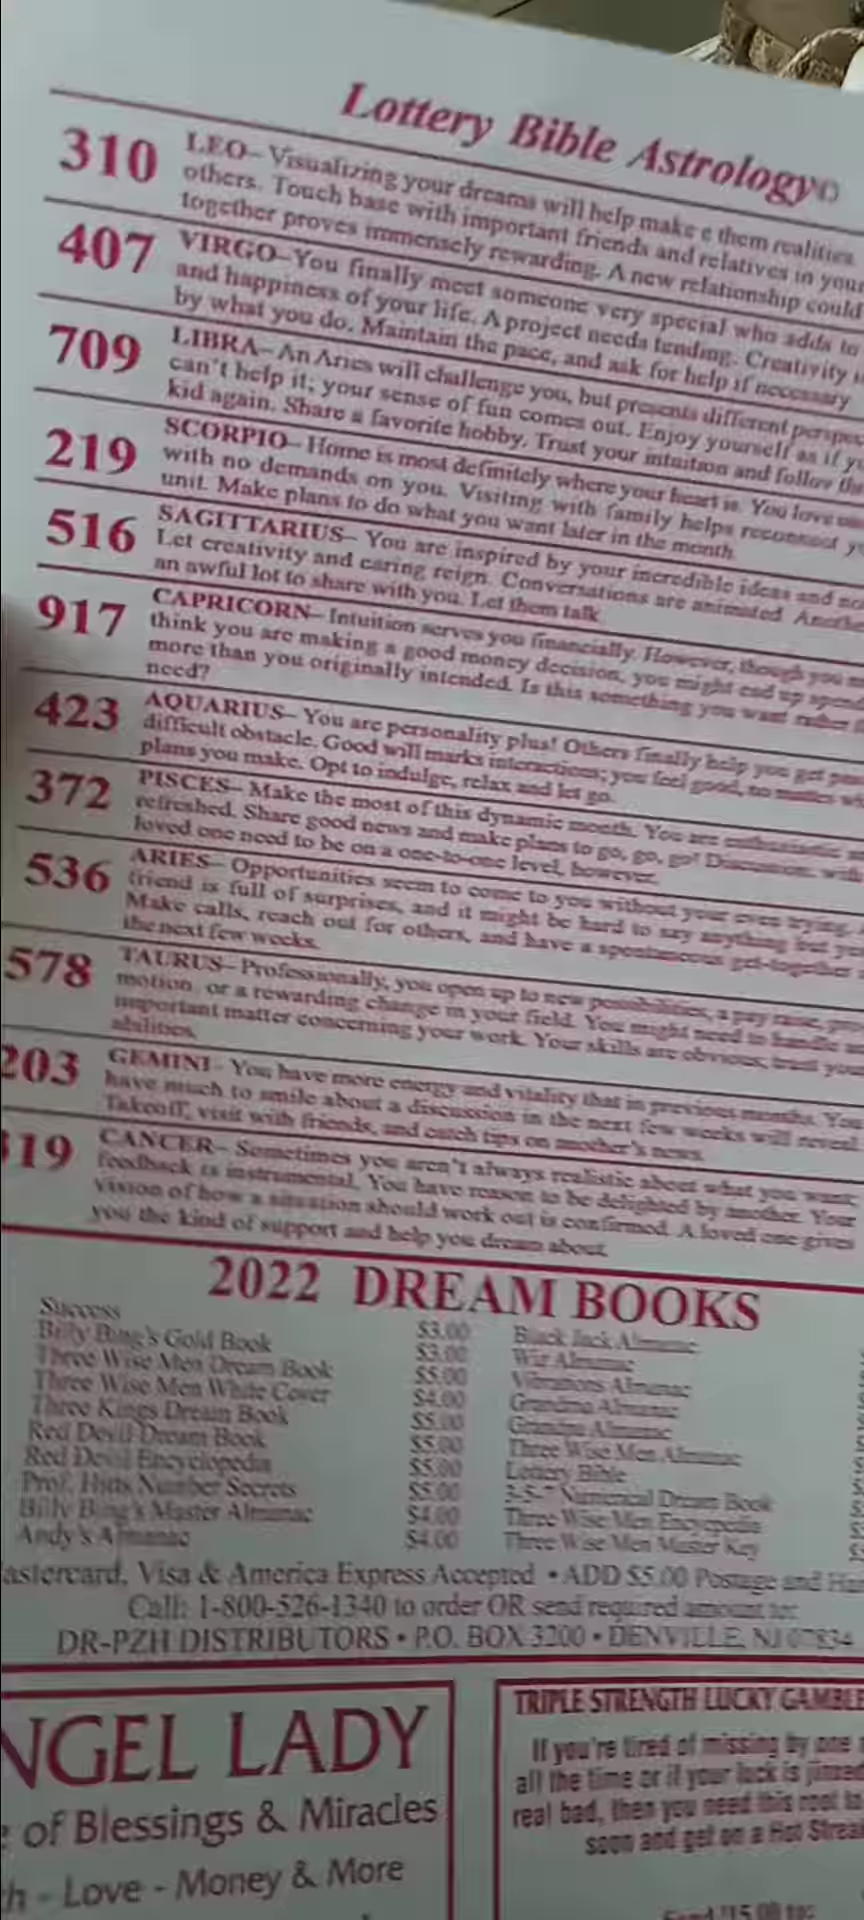 Lottery Bible Astrology©
310 LEO– Visualizing your dreams will help make e them realities.
others. Touch base with important friends and relatives in your
together proves immensely rewarding. A new relationship could
407 VIRGO–You finally meet someone very special who adds to
and happiness of your life. A project needs tending. Creativity
by what you do. Maintain the pace, and ask for help if necessary
709 LIBRA– An Aries will challenge you, but presents different
can't help it; your sense of fun comes out. Enjoy yourself as if
kid again. Share a favorite hobby. Trust your intuition and follow
219 SCORPIO– Home is most definitely where your heart is. You love
with no demands on you. Visiting with family helps reconnect
unit. Make plans to do what you want later in the month.
516 SAGITTARIUS– You are inspired by your incredible ideas and
Let creativity and caring reign. Conversations are animated.
an awful lot to share with you. Let them talk.
917 CAPRICORN– Intuition serves you financially. However, though you
think you are making a good money decision, you might end up
more than you originally intended. Is this something you want rather
need?
423 AQUARIUS– You are personality plus! Others finally help you get
difficult obstacle. Good will marks interactions; you feel good, no matter
plans you make. Opt to indulge, relax and let go.
372 PISCES– Make the most of this dynamic month. You are enthusiastic
refreshed. Share good news and make plans to go, go, go! Discussions with
loved one need to be on a one-to-one level, however.
536 ARIES– Opportunities seem to come to you without your even trying.
friend is full of surprises, and it might be hard to say anything but
Make calls, reach out for others, and have a spontaneous get-together
the next few weeks.
578 TAURUS– Professionally, you open up to new possibilities, a pay raise,
motion, or a rewarding change in your field. You might need to handle
important matter concerning your work. Your skills are obvious; trust your
abilities.
203 GEMINI- You have more energy and vitality that in previous months. You
have much to smile about a discussion in the next few weeks will reveal
Takeoff, visit with friends, and catch tips on another's news.
19 CANCER– Sometimes you aren't always realistic about what you want;
feedback is instrumental. You have reason to be delighted by another. Your
vision of how a situation should work out is confirmed. A loved one gives
you the kind of support and help you dream about.
2022 DREAM BOOKS
Success $3.00 Black Jack Almanac
Billy Bing's Gold Book $3.00 Wiz Almanac
Three Wise Men Dream Book $5.00 Vibrations Almanac
Three Wise Men White Cover $4.00 Grandma Almanac
Three Kings Dream Book $5.00 Grandpa Almanac
Red Devil Dream Book $5.00 Three Wise Men Almanac
Red Devil Encyclopedia $5.00 Lottery Bible
Prof. Hitts Number Secrets $5.00 3-5-7 Numerical Dream Book
Billy Bing's Master Almanac $4.00 Three Wise Men
Andy's Almanac $4.00 Three Wise Men Master Key
astercard, Visa & America Express Accepted • ADD $5.00 Postage and
Call: 1-800-526-1340 to order OR send required amount to:
DR-PZH DISTRIBUTORS • P.O. BOX 3200 • DENVILLE, NJ 07834
NGEL LADY
of Blessings & Miracles
h - Love - Money & More
TRIPLE STRENGTH LUCKY
If you're tired of missing by one
all the time or if your luck is jinxed
real bad, then you need this root to
soon and get on a Hot